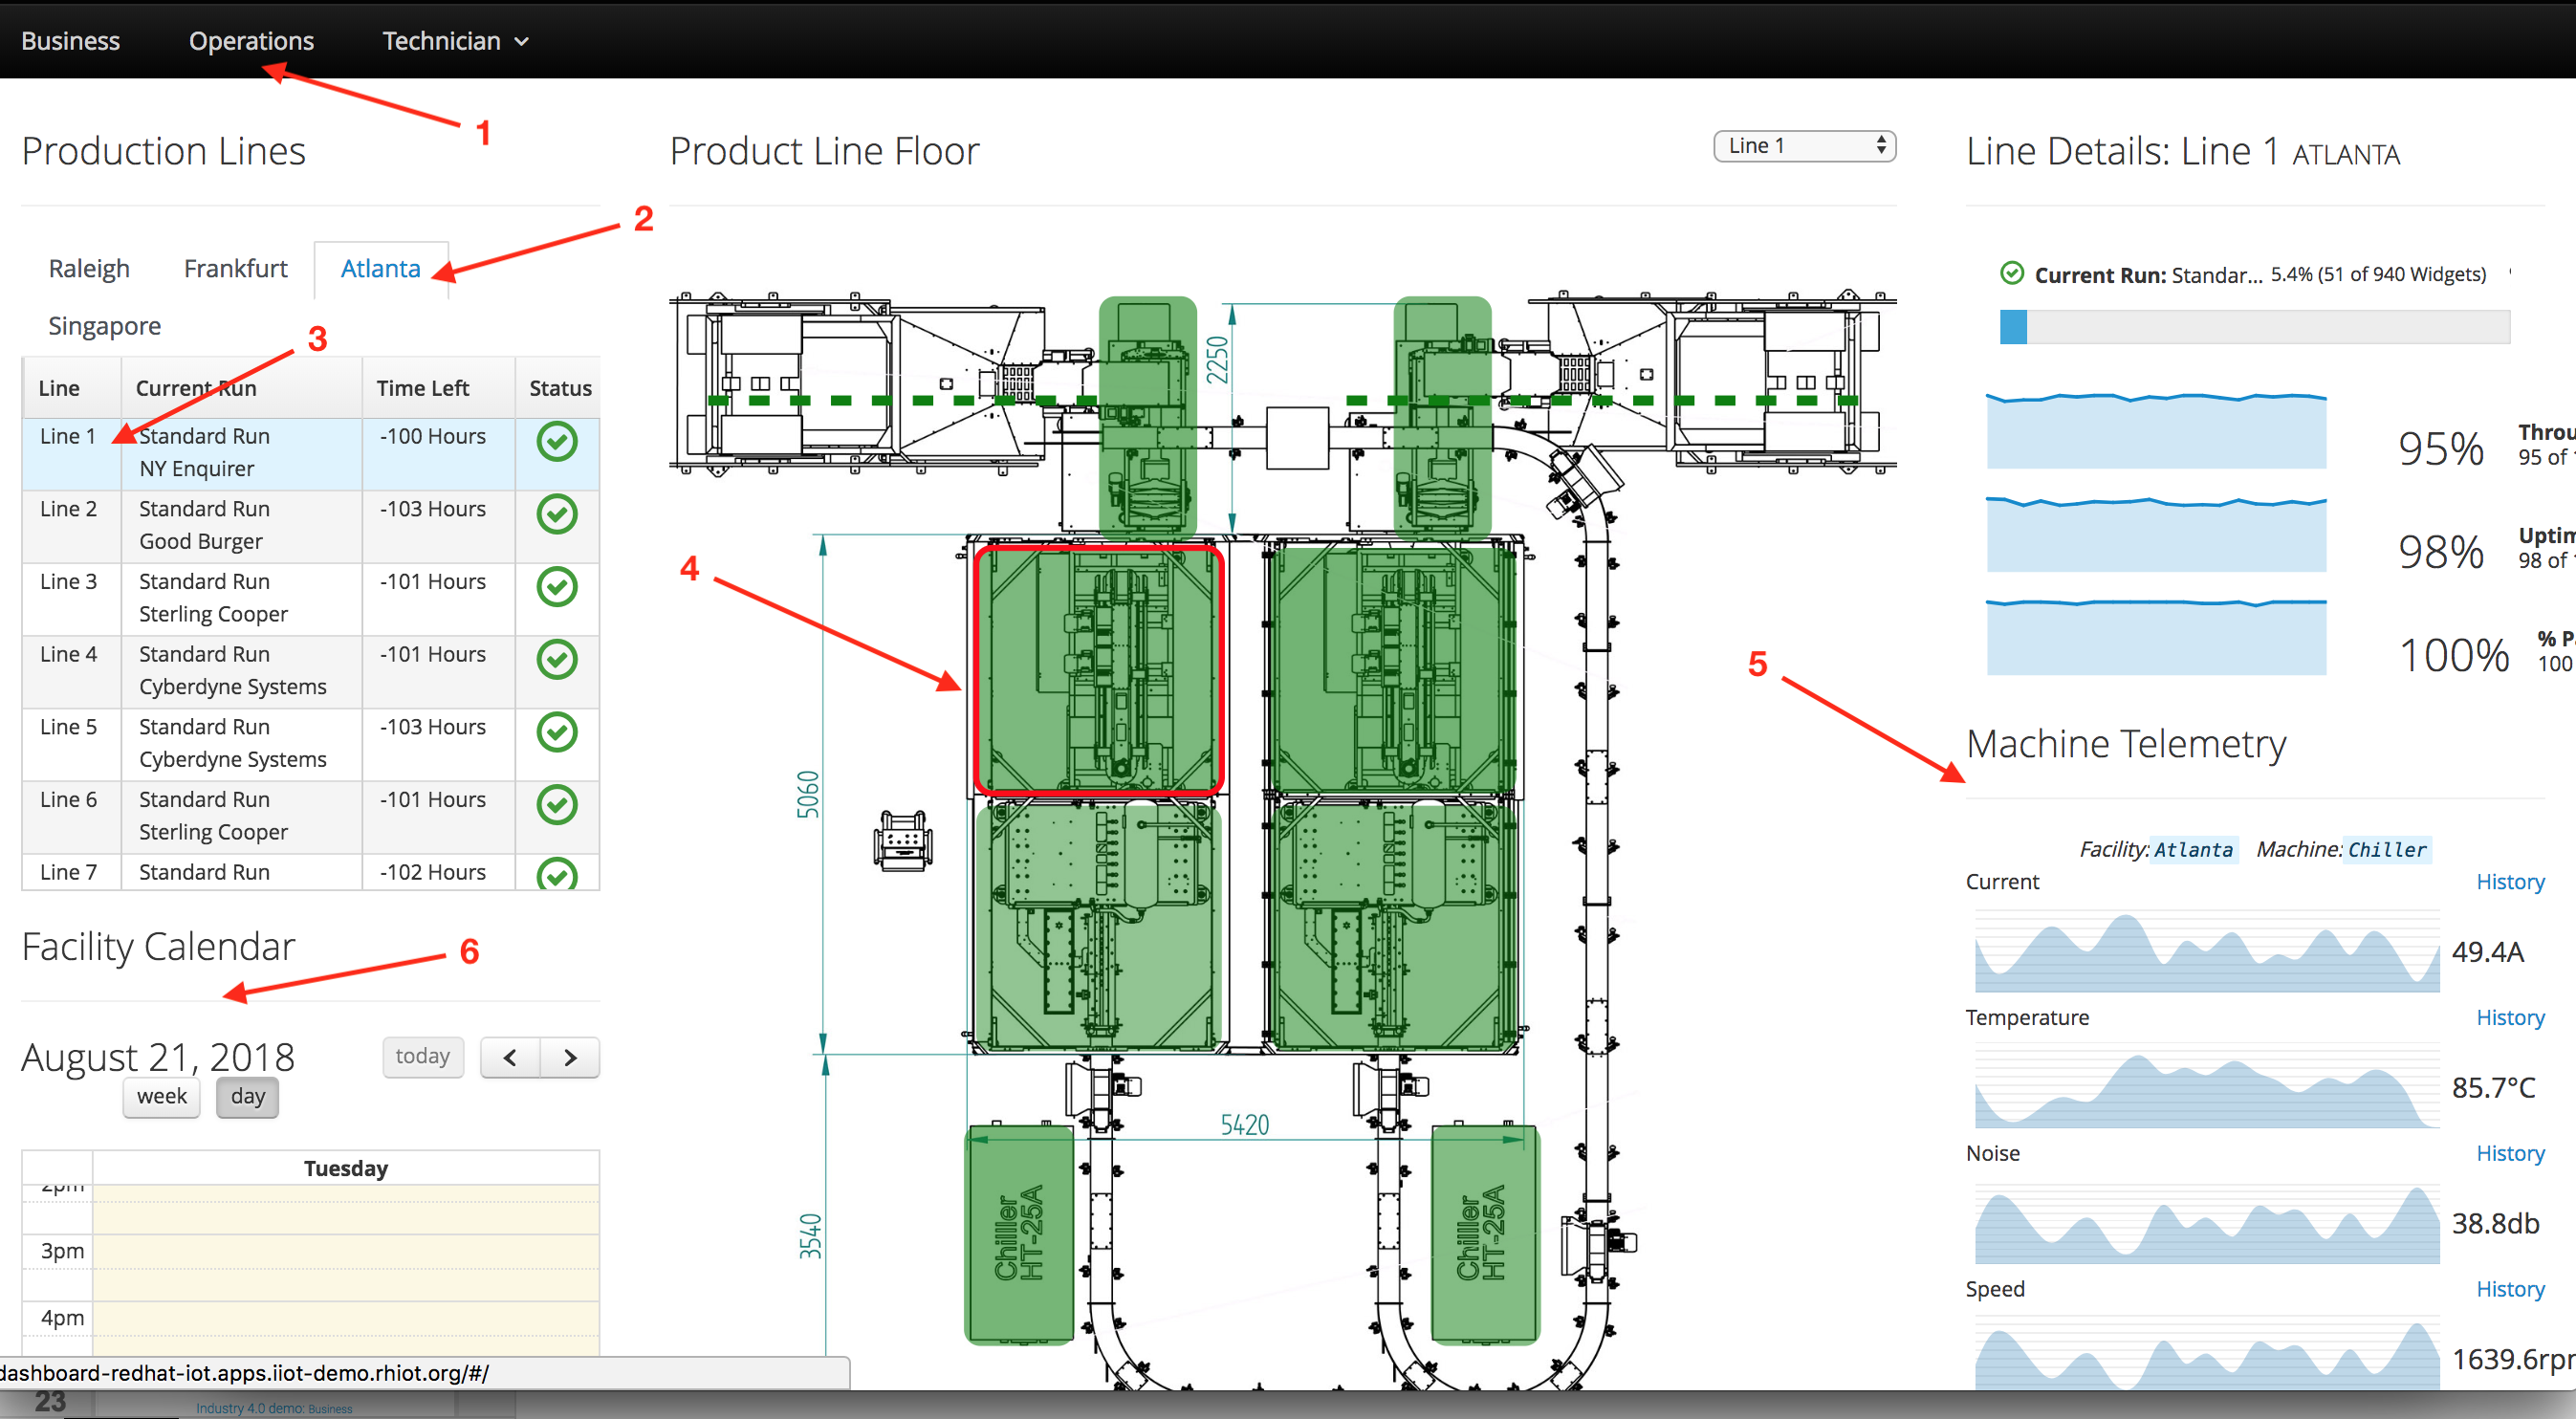 Business Operations Technician
1
Production Lines
2
Raleigh Frankfurt Atlanta
Singapore
3
Line Current Run Time Left Status
Line 1 Standard Run -100 Hours
NY Enquirer
Line 2 Standard Run -103 Hours
Good Burger
Line 3 Standard Run -101 Hours
Sterling Cooper
Line 4 Standard Run -101 Hours
Cyberdyne Systems
Line 5 Standard Run -103 Hours
Cyberdyne Systems
Line 6 Standard Run -101 Hours
Sterling Cooper
Line 7 Standard Run -102 Hours
Facility Calendar
6
August 21, 2018 today
week day
Tuesday
2pm
3pm
4pm
dashboard-redhat-iot.apps.iiot-demo.rhiot.org/#/
23
Industry 4.0 demo: Business
Product Line Floor Line 1
2250
4
5060
5420
3540
Chiller
HT-25A
Chiller
HT-25A
5
Line Details: Line 1 ATLANTA
Current Run: Standar... 5.4% (51 of 940 Widgets)
95%
95 of
98%
98 of
100%
100
Machine Telemetry
Facility: Atlanta Machine: Chiller
Current History
49.4A
Temperature History
85.7°C
Noise History
38.8db
Speed History